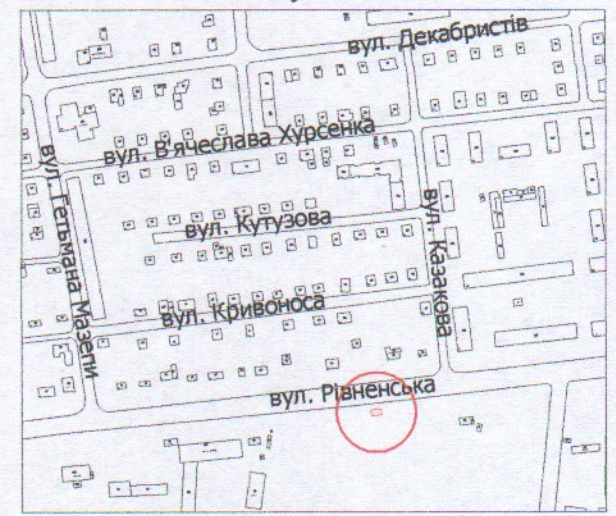 вул. Декабристів
вул. В'ячеслава Хурсенка
вул. Гетьмана Мазепи
вул. Кутузова
вул. Казакова
вул. Кривоноса
вул. Рівненська